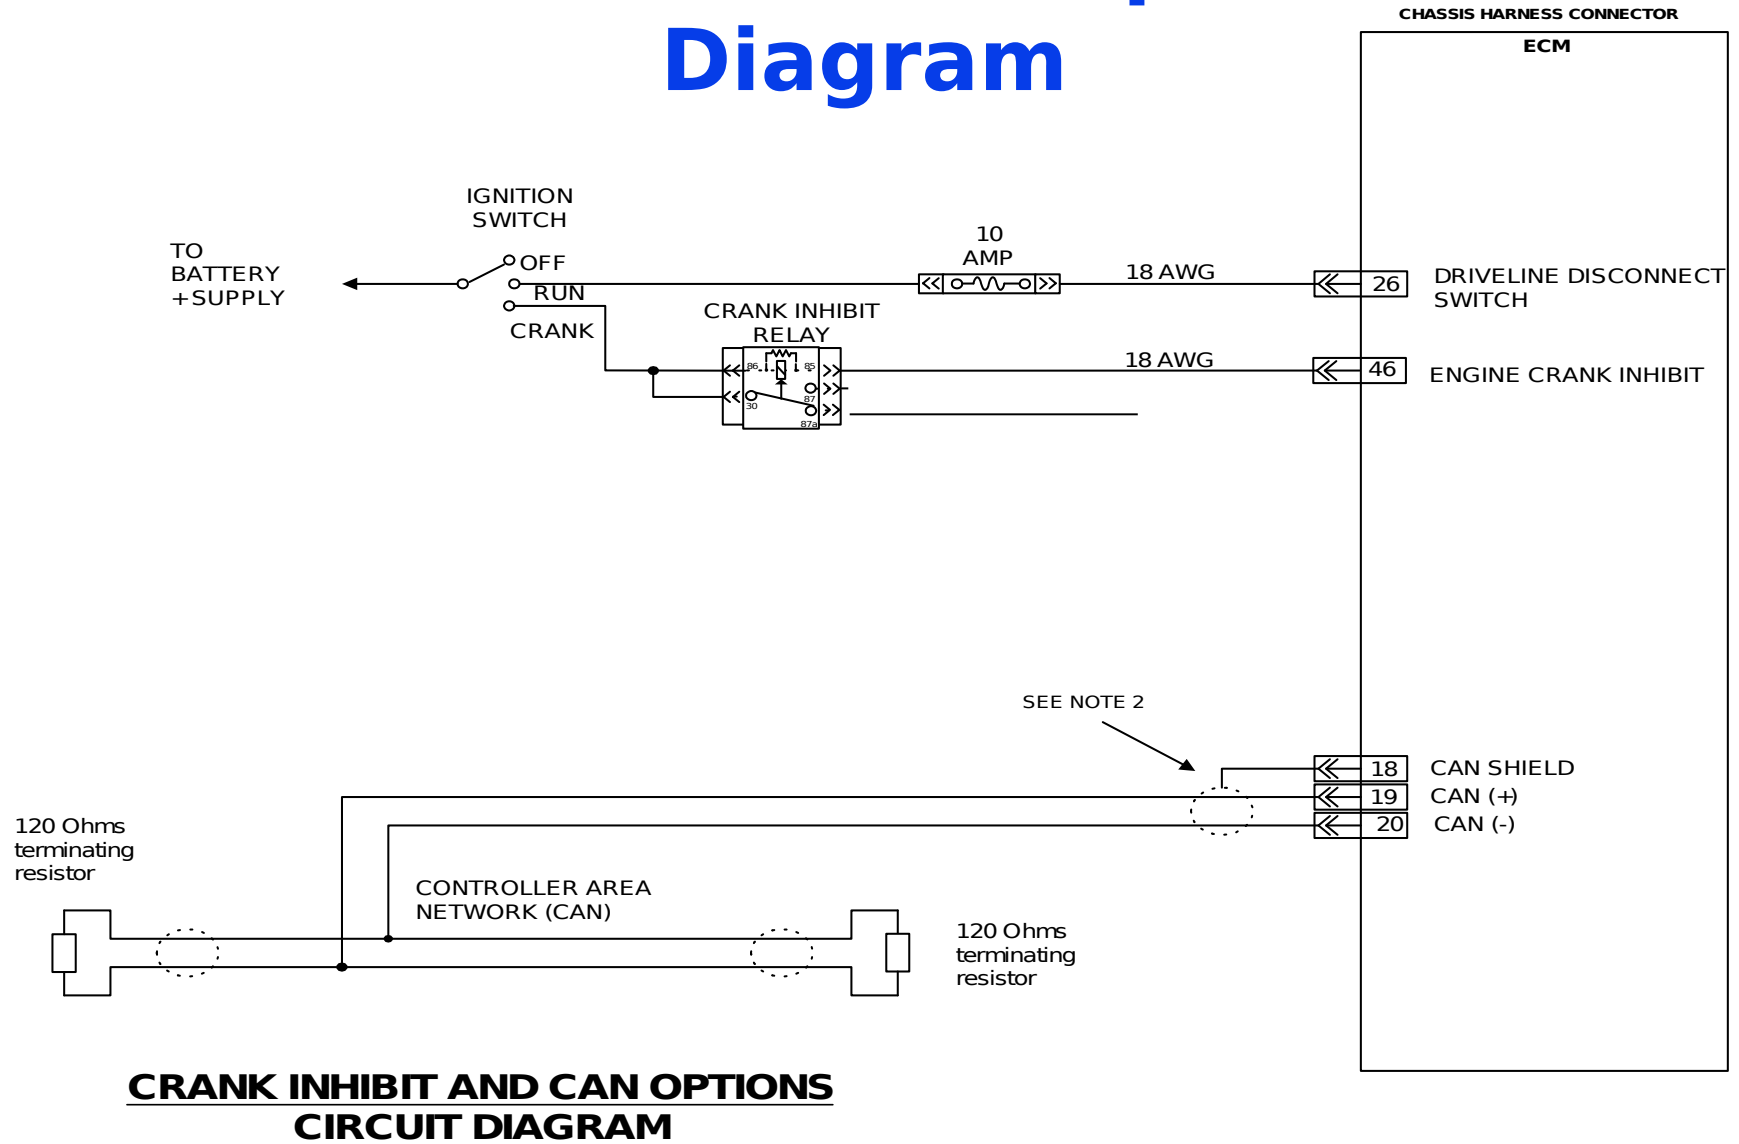 Diagram
CHASSIS HARNESS CONNECTOR
ECM
IGNITION
SWITCH
TO
BATTERY
+SUPPLY
OFF
RUN
CRANK
10
AMP
18 AWG
26
DRIVELINE DISCONNECT
SWITCH
CRANK INHIBIT
RELAY
86
85
30
87
87a
18 AWG
46
ENGINE CRANK INHIBIT
SEE NOTE 2
18
CAN SHIELD
19
CAN (+)
20
CAN (-)
120 Ohms
terminating
resistor
CONTROLLER AREA
NETWORK (CAN)
120 Ohms
terminating
resistor
CRANK INHIBIT AND CAN OPTIONS
CIRCUIT DIAGRAM